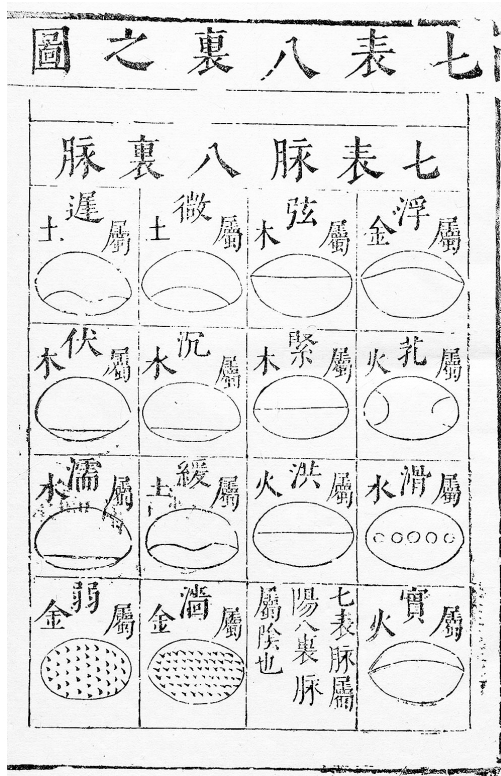 七表八裏之圖
七表脉八裏脉
浮屬金
芤屬火
滑屬水
實屬火
弦屬木
緊屬木
洪屬火
七表脉屬
陽八裏脉
屬陰也
微屬土
沉屬水
緩屬土
濇屬金
遲屬土
伏屬木
濡屬水
弱屬金